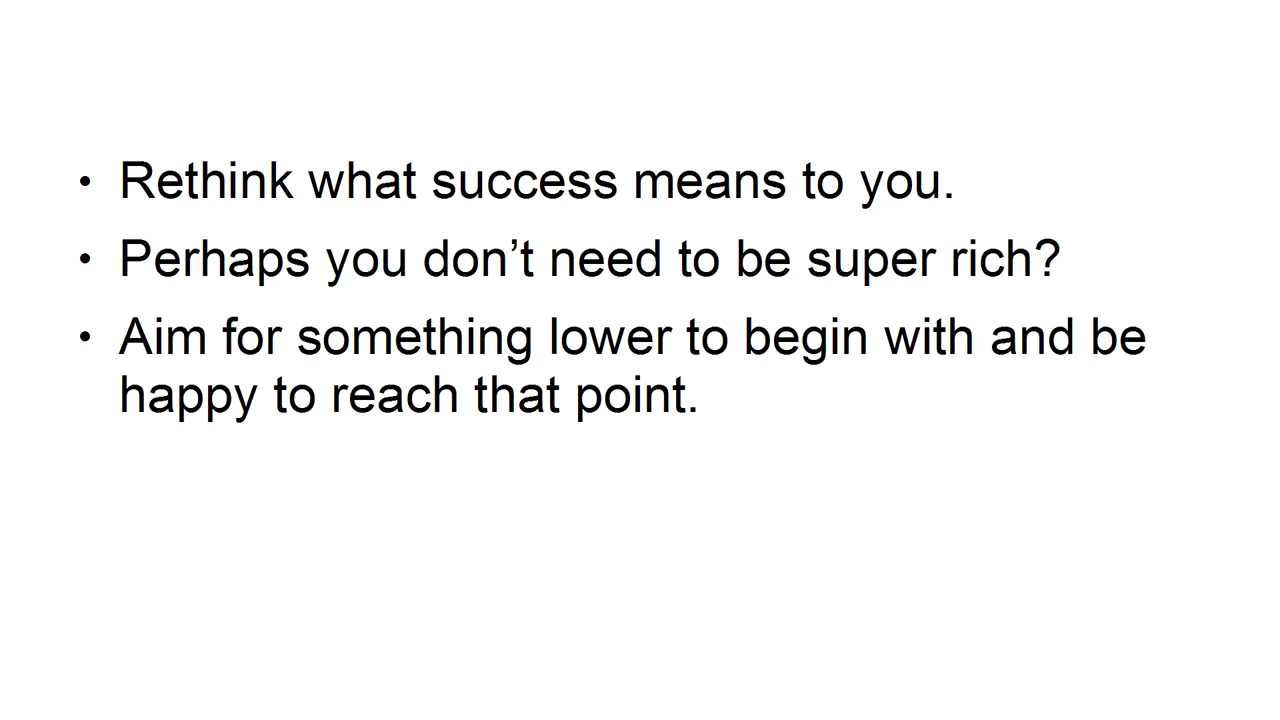 • Rethink what success means to you.
• Perhaps you don’t need to be super rich?
• Aim for something lower to begin with and be
happy to reach that point.